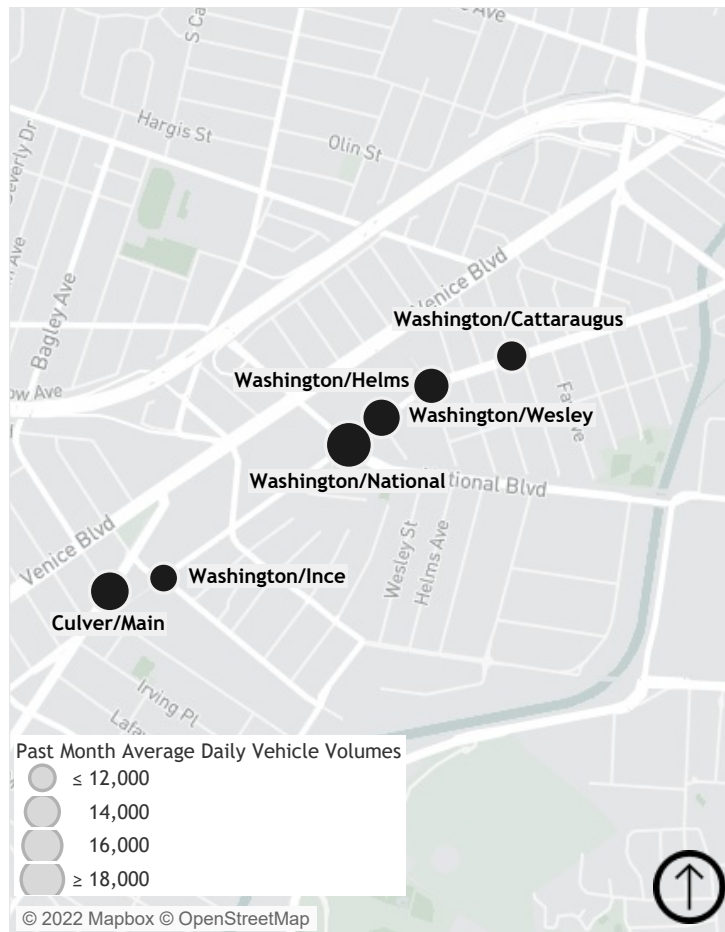 Hargis St
Olin St
Bagley Ave
Venice Blvd
Washington/Cattaraugus
Washington/Helms
Washington/Wesley
Washington/National
Venice Blvd
Wesley St
Helms Ave
Washington/Ince
Culver/Main
Irving Pl
Past Month Average Daily Vehicle Volumes
≤ 12,000
14,000
16,000
≥ 18,000
© 2022 Mapbox © OpenStreetMap